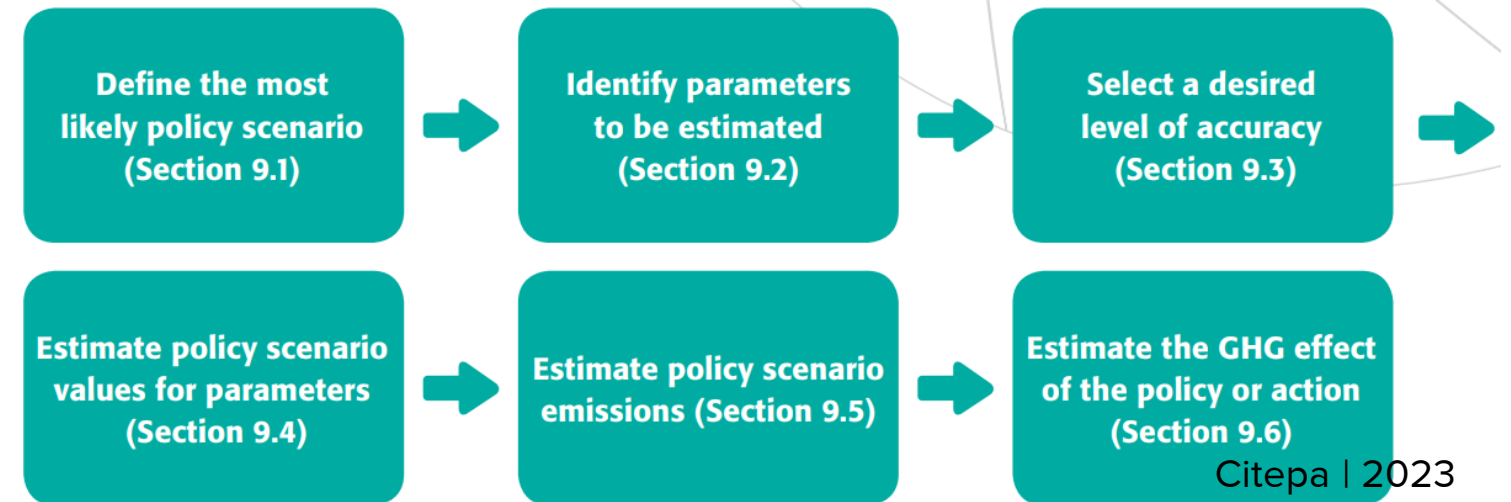 Define the most
likely policy scenario
(Section 9.1)
Identify parameters
to be estimated
(Section 9.2)
Select a desired
level of accuracy
(Section 9.3)
Estimate policy scenario
values for parameters
(Section 9.4)
Estimate policy scenario
emissions (Section 9.5)
Estimate the GHG effect
of the policy or action
(Section 9.6)
Citepa | 2023